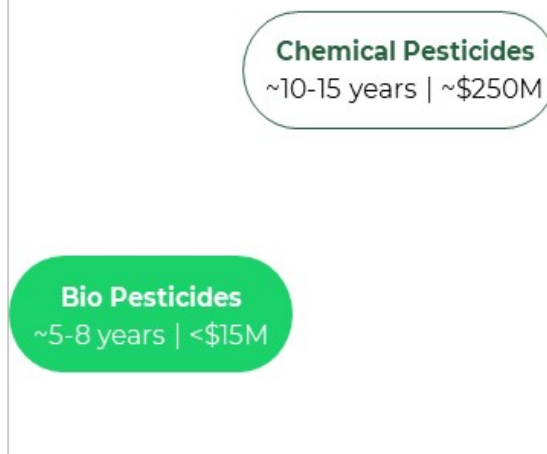 Chemical Pesticides
~10-15 years | ~$250M
Bio Pesticides
~5-8 years | <$15M